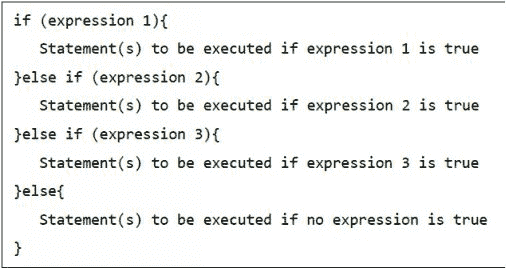 if (expression 1){
Statement(s) to be executed if expression 1 is true
}else if (expression 2){
Statement(s) to be executed if expression 2 is true
}else if (expression 3){
Statement(s) to be executed if expression 3 is true
}else{
Statement(s) to be executed if no expression is true
}